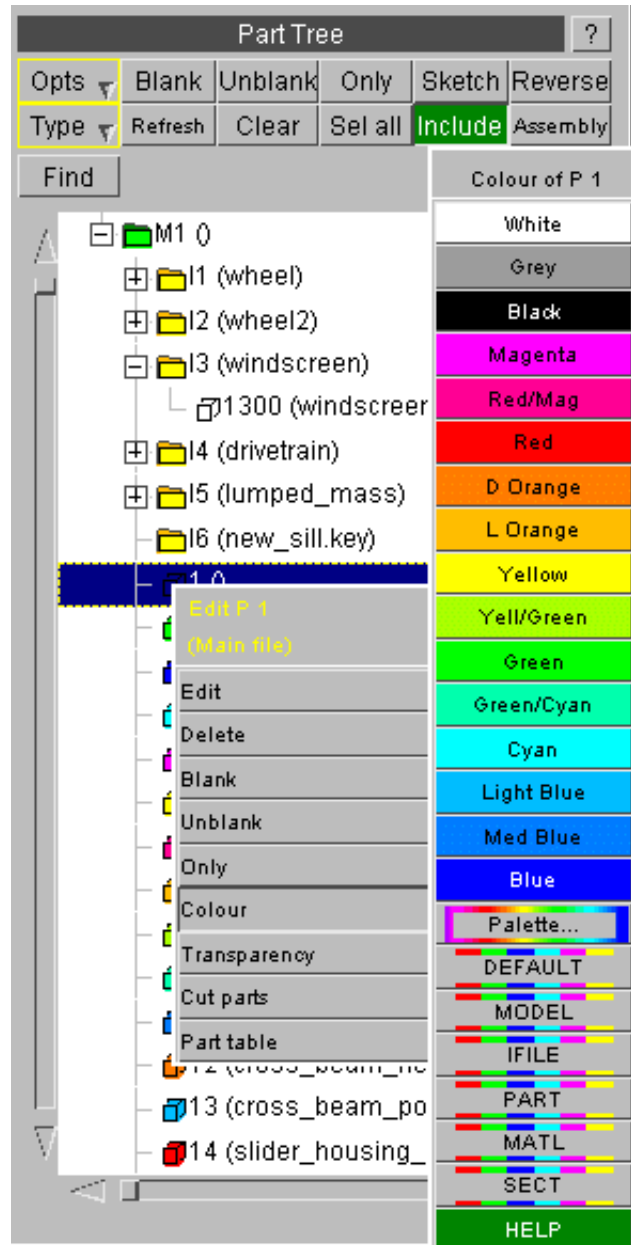 Part Tree ?
Opts Blank Unblank Only Sketch Reverse
Type Refresh Clear Sel all Include Assembly
Find
M1 ()
I1 (wheel)
I2 (wheel2)
I3 (windscreen)
1300 (windscreen
I4 (drivetrain)
I5 (lumped_mass)
I6 (new_sill.key)
1 ()
Edit P 1
(Main file)
Edit
Delete
Blank
Unblank
Only
Colour
Transparency
Cut parts
Part table
13 (cross_beam_po
14 (slider_housing_
Colour of P 1
White
Grey
Black
Magenta
Red/Mag
Red
D Orange
L Orange
Yellow
Yell/Green
Green
Green/Cyan
Cyan
Light Blue
Med Blue
Blue
Palette...
DEFAULT
MODEL
IFILE
PART
MATL
SECT
HELP